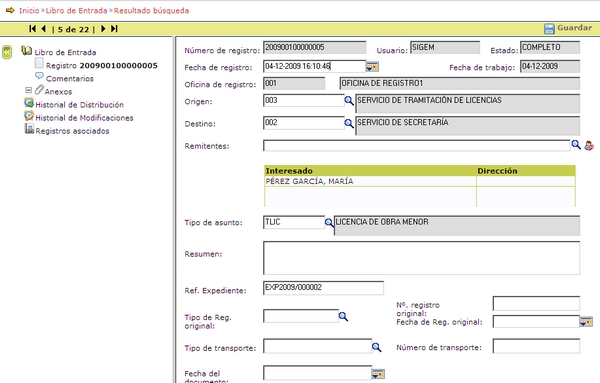 Inicio▸Libro de Entrada▸Resultado búsqueda
| 5 de 22 | Guardar
Libro de Entrada
Registro 200900100000005
Comentarios
Anexos
Historial de Distribución
Historial de Modificaciones
Registros asociados
Número de registro: 200900100000005 Usuario: SIGEM Estado: COMPLETO
Fecha de registro: 04-12-2009 16:10:46 Fecha de trabajo: 04-12-2009
Oficina de registro: 001 OFICINA DE REGISTRO1
Origen: 003 SERVICIO DE TRAMITACIÓN DE LICENCIAS
Destino: 002 SERVICIO DE SECRETARÍA
Remitentes:
Interesado Dirección
PÉREZ GARCÍA, MARÍA
Tipo de asunto: TLIC LICENCIA DE OBRA MENOR
Resumen:
Ref. Expediente: EXP2009/000002
Tipo de Reg. original: Nº. registro original:
Fecha de Reg. original:
Tipo de transporte: Número de transporte:
Fecha del documento: